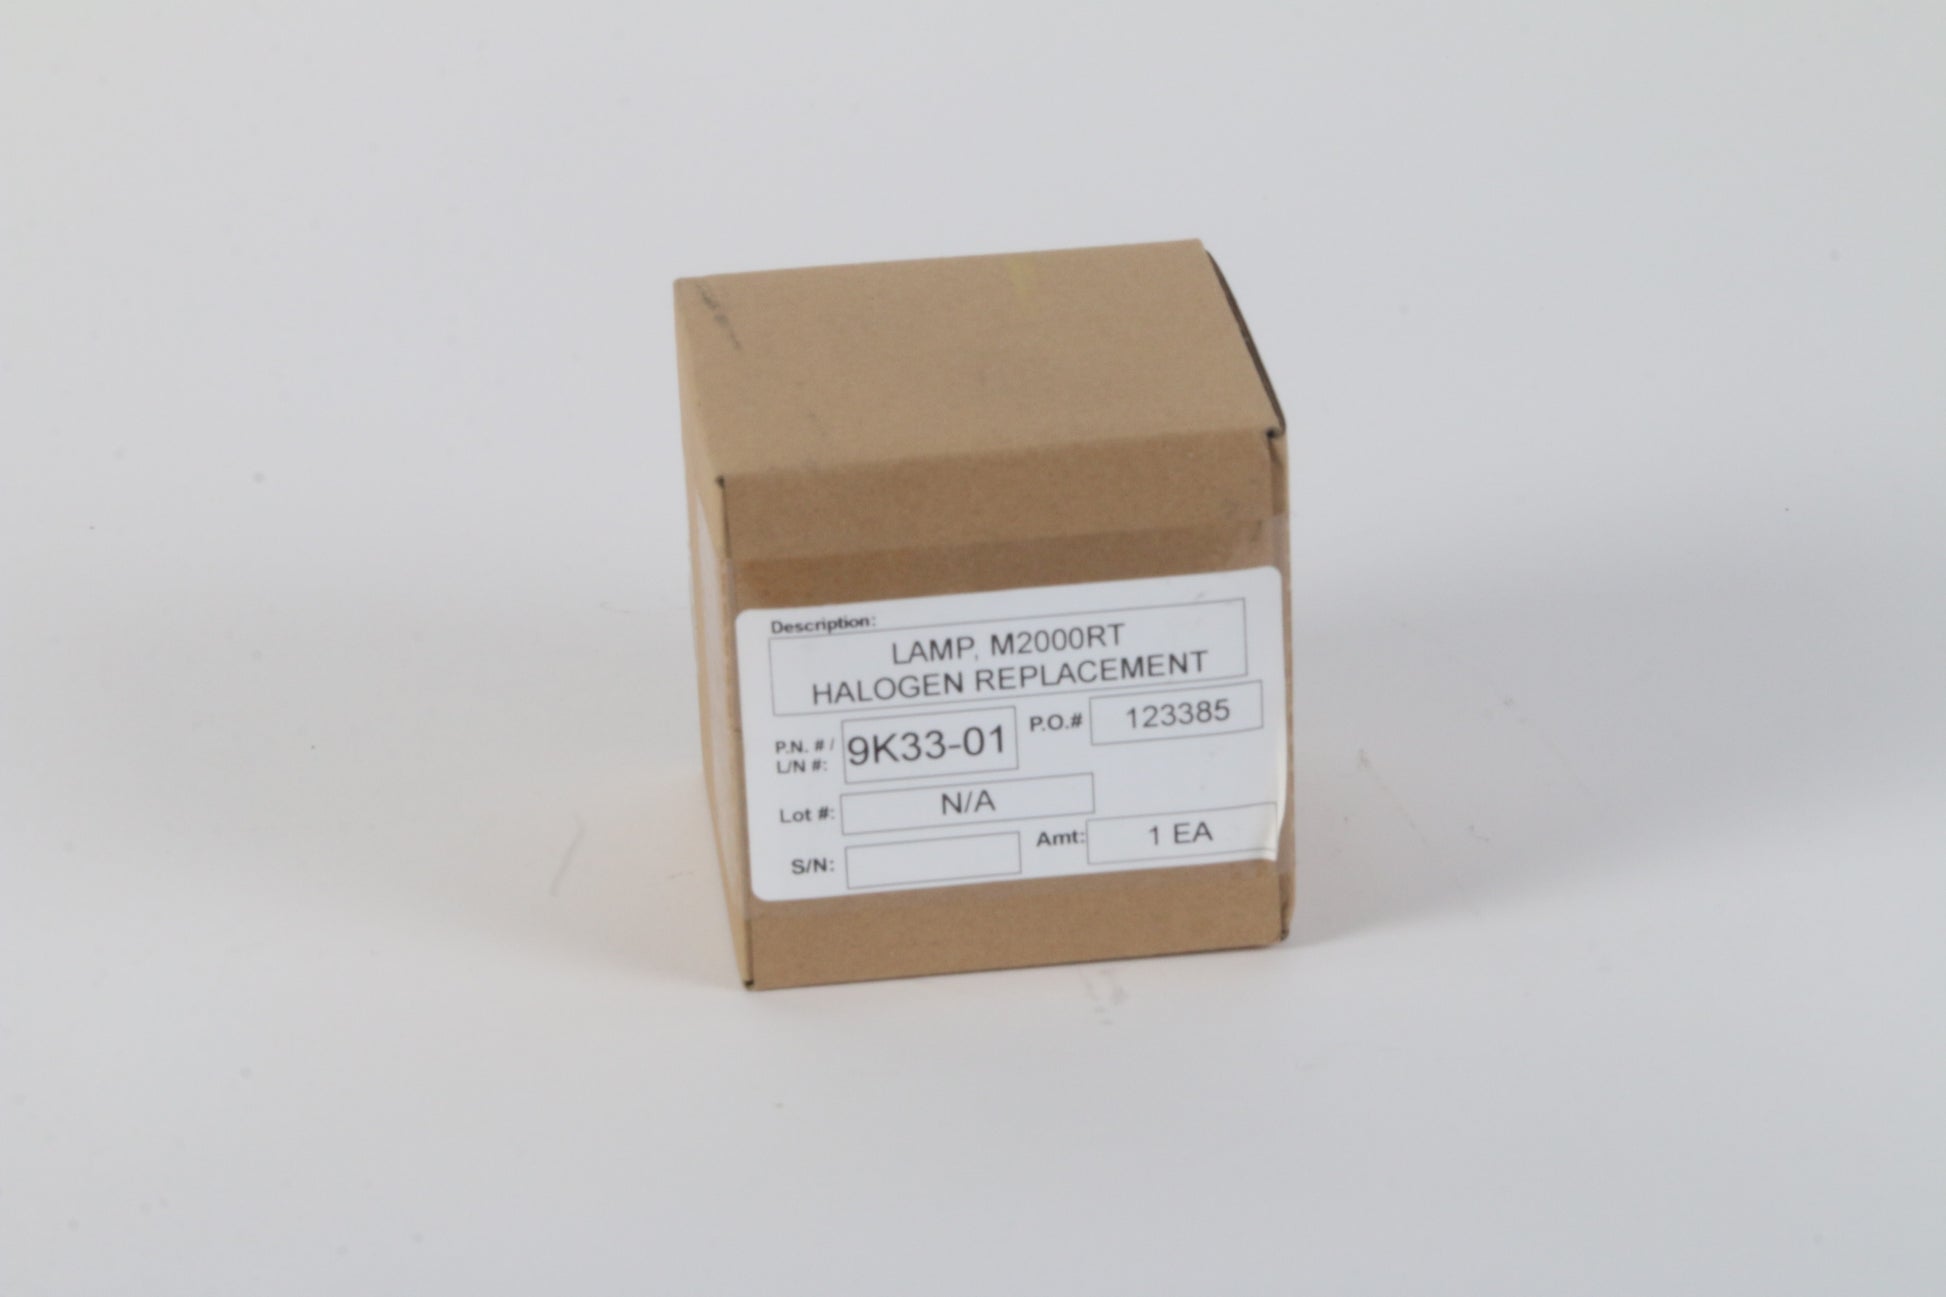 Description:
LAMP, M2000RT
HALOGEN REPLACEMENT
P.N. # /
L/N #:
9K33-01
P.O.#
123385
Lot #:
N/A
S/N:
Amt:
1 EA